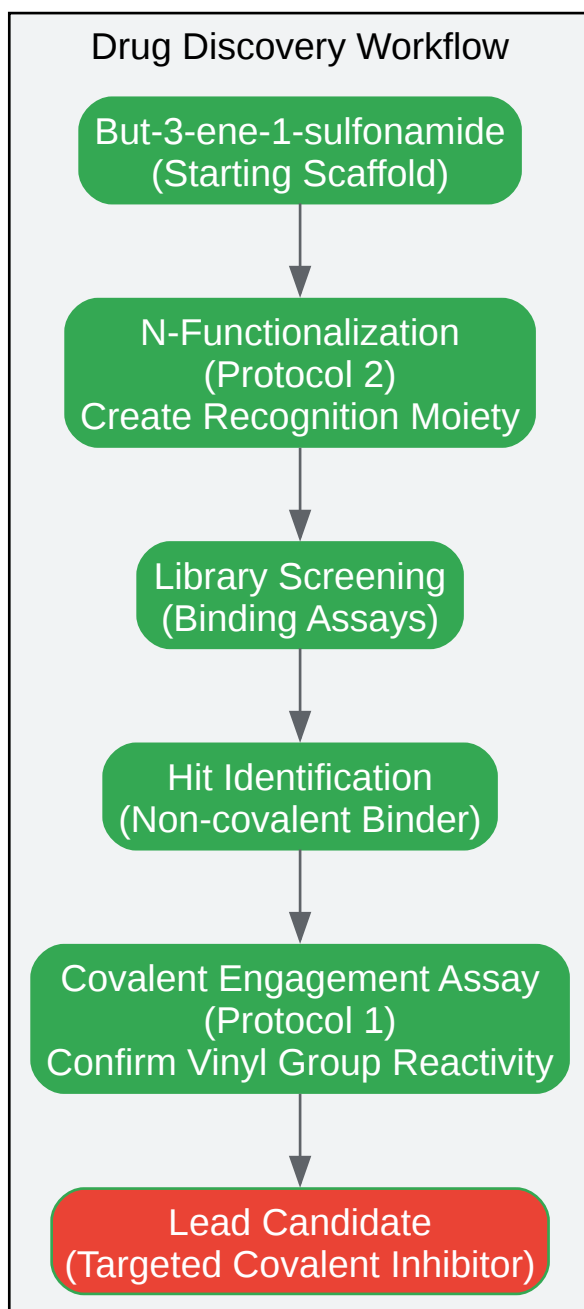 Drug Discovery Workflow
But-3-ene-1-sulfonamide
(Starting Scaffold)
N-Functionalization
(Protocol 2)
Create Recognition Moiety
Library Screening
(Binding Assays)
Hit Identification
(Non-covalent Binder)
Covalent Engagement Assay
(Protocol 1)
Confirm Vinyl Group Reactivity
Lead Candidate
(Targeted Covalent Inhibitor)